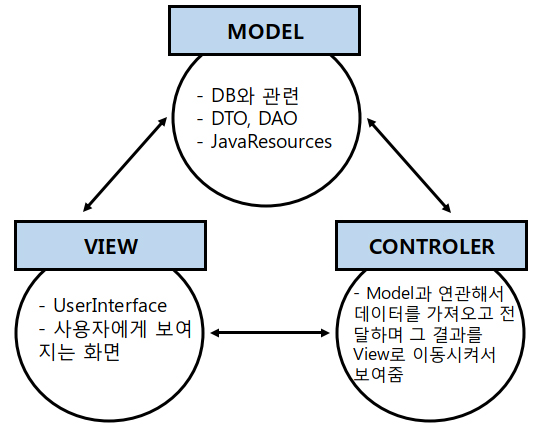 MODEL
- DB와 관련
- DTO, DAO
- JavaResources
VIEW
- UserInterface
- 사용자에게 보여
지는 화면
CONTROLER
- Model과 연관해서
데이터를 가져오고 전
달하며 그 결과를
View로 이동시켜서
보여줌